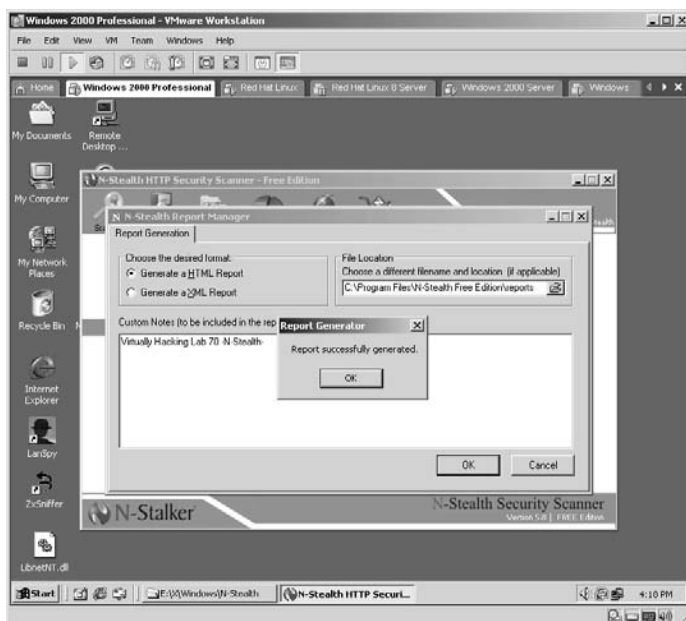 Windows 2000 Professional - VMware Workstation
File Edit View VM Team Windows Help
Home Windows 2000 Professional Red Hat Linux Red Hat Linux 8 Server Windows 2000 Server Windows
My Documents
Remote Desktop ...
My Computer
My Network Places
Recycle Bin
Internet Explorer
LanSpy
ZxSniffer
LibnetNT.dll
N-Stealth HTTP Security Scanner - Free Edition
N N-Stealth Report Manager
Report Generation
Choose the desired format:
Generate a HTML Report
Generate a XML Report
File Location
Choose a different filename and location (if applicable)
C:\Program Files\N-Stealth Free Edition\reports
Custom Notes (to be included in the rep
Virtually Hacking Lab 70 -N-Stealth-
Report Generator
Report successfully generated.
OK
OK Cancel
N-Stalker
N-Stealth Security Scanner
FREE Edition
Start E:\X\Windows\N-Stealth N-Stealth HTTP Securi... 4:10 PM